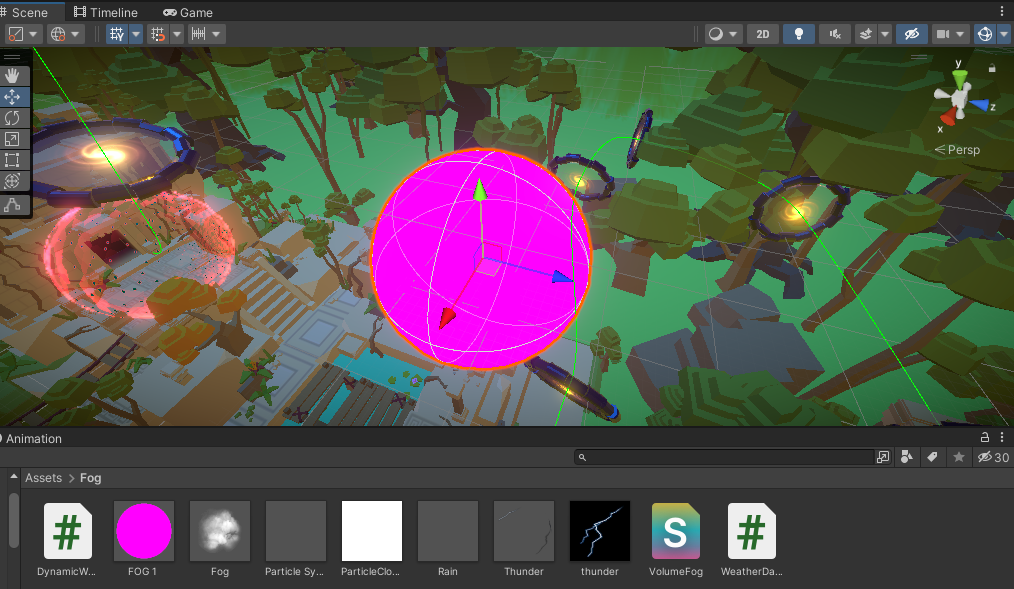 Scene Timeline Game
2D
y
z
x
Persp
Animation
30
Assets > Fog
DynamicW... FOG 1 Fog Particle Sy... ParticleClo... Rain Thunder thunder VolumeFog WeatherDa...
S